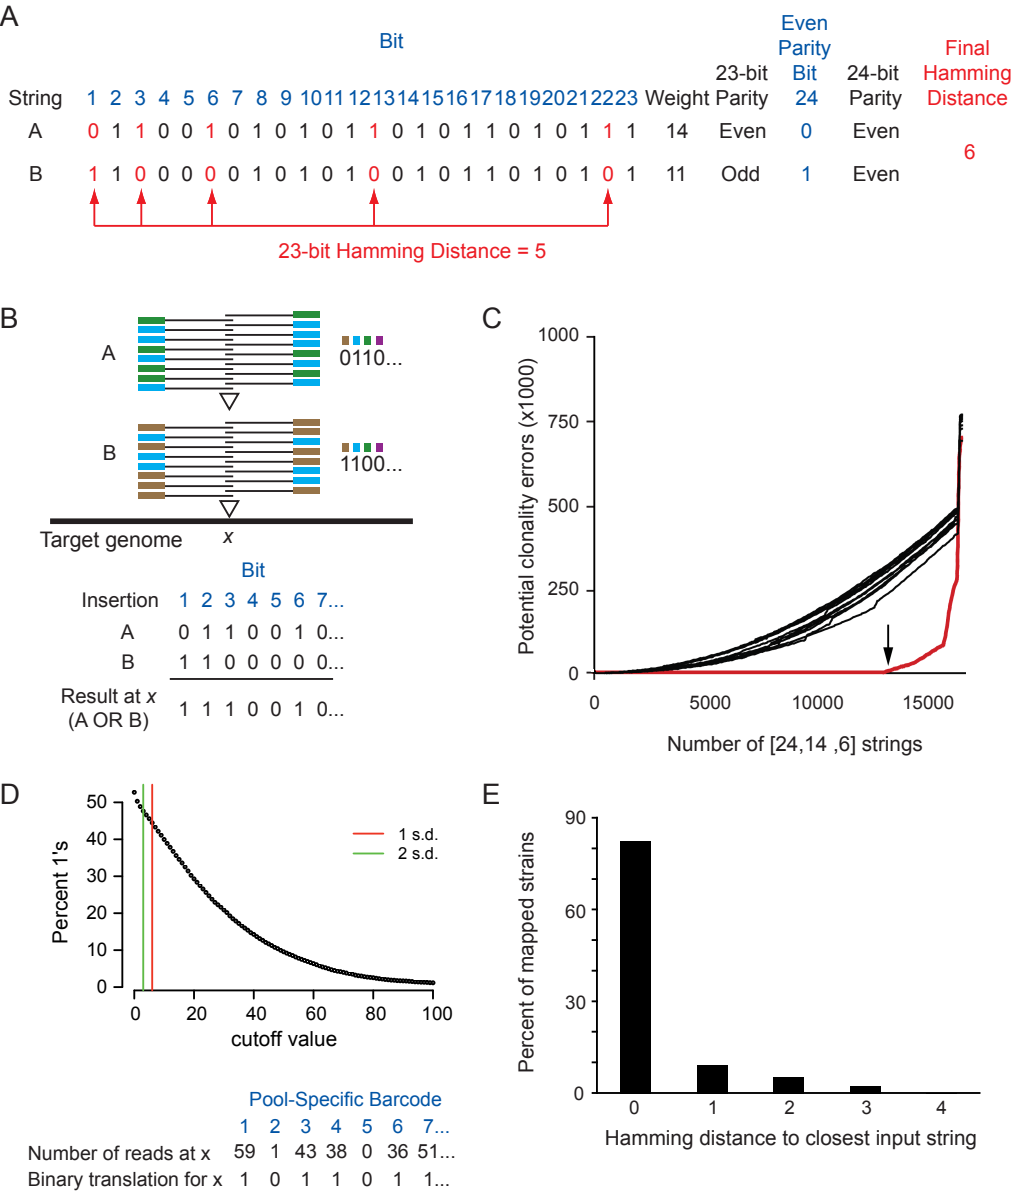 A
Bit
Even
Parity
Bit
24
Final
Hamming
Distance
23-bit
Parity
24-bit
Parity
String 1 2 3 4 5 6 7 8 9 10 11 12 13 14 15 16 17 18 19 20 21 22 23 Weight
A 0 1 1 0 0 1 0 1 0 1 0 1 1 0 1 0 1 1 0 1 1 1 1 14 Even 0 Even
6
B 1 1 0 0 0 0 0 1 0 1 0 1 0 0 1 0 1 1 0 1 1 0 1 11 Odd 1 Even
23-bit Hamming Distance = 5
B
A
0110...
B
1100...
Target genome x
Bit
Insertion 1 2 3 4 5 6 7...
A 0 1 1 0 0 1 0...
B 1 1 0 0 0 0 0...
Result at x
(A OR B)
1 1 1 0 0 1 0...
C
Potential clonality errors (x1000)
1000
750
500
250
0
0 5000 10000 15000
Number of [24,14 ,6] strings
D
Percent 1's
50
40
30
20
10
0
1 s.d.
2 s.d.
0 20 40 60 80 100
cutoff value
Pool-Specific Barcode
1 2 3 4 5 6 7...
Number of reads at x 59 1 43 38 0 36 51...
Binary translation for x 1 0 1 1 0 1 1...
E
Percent of mapped strains
90
60
30
0
0 1 2 3 4
Hamming distance to closest input string